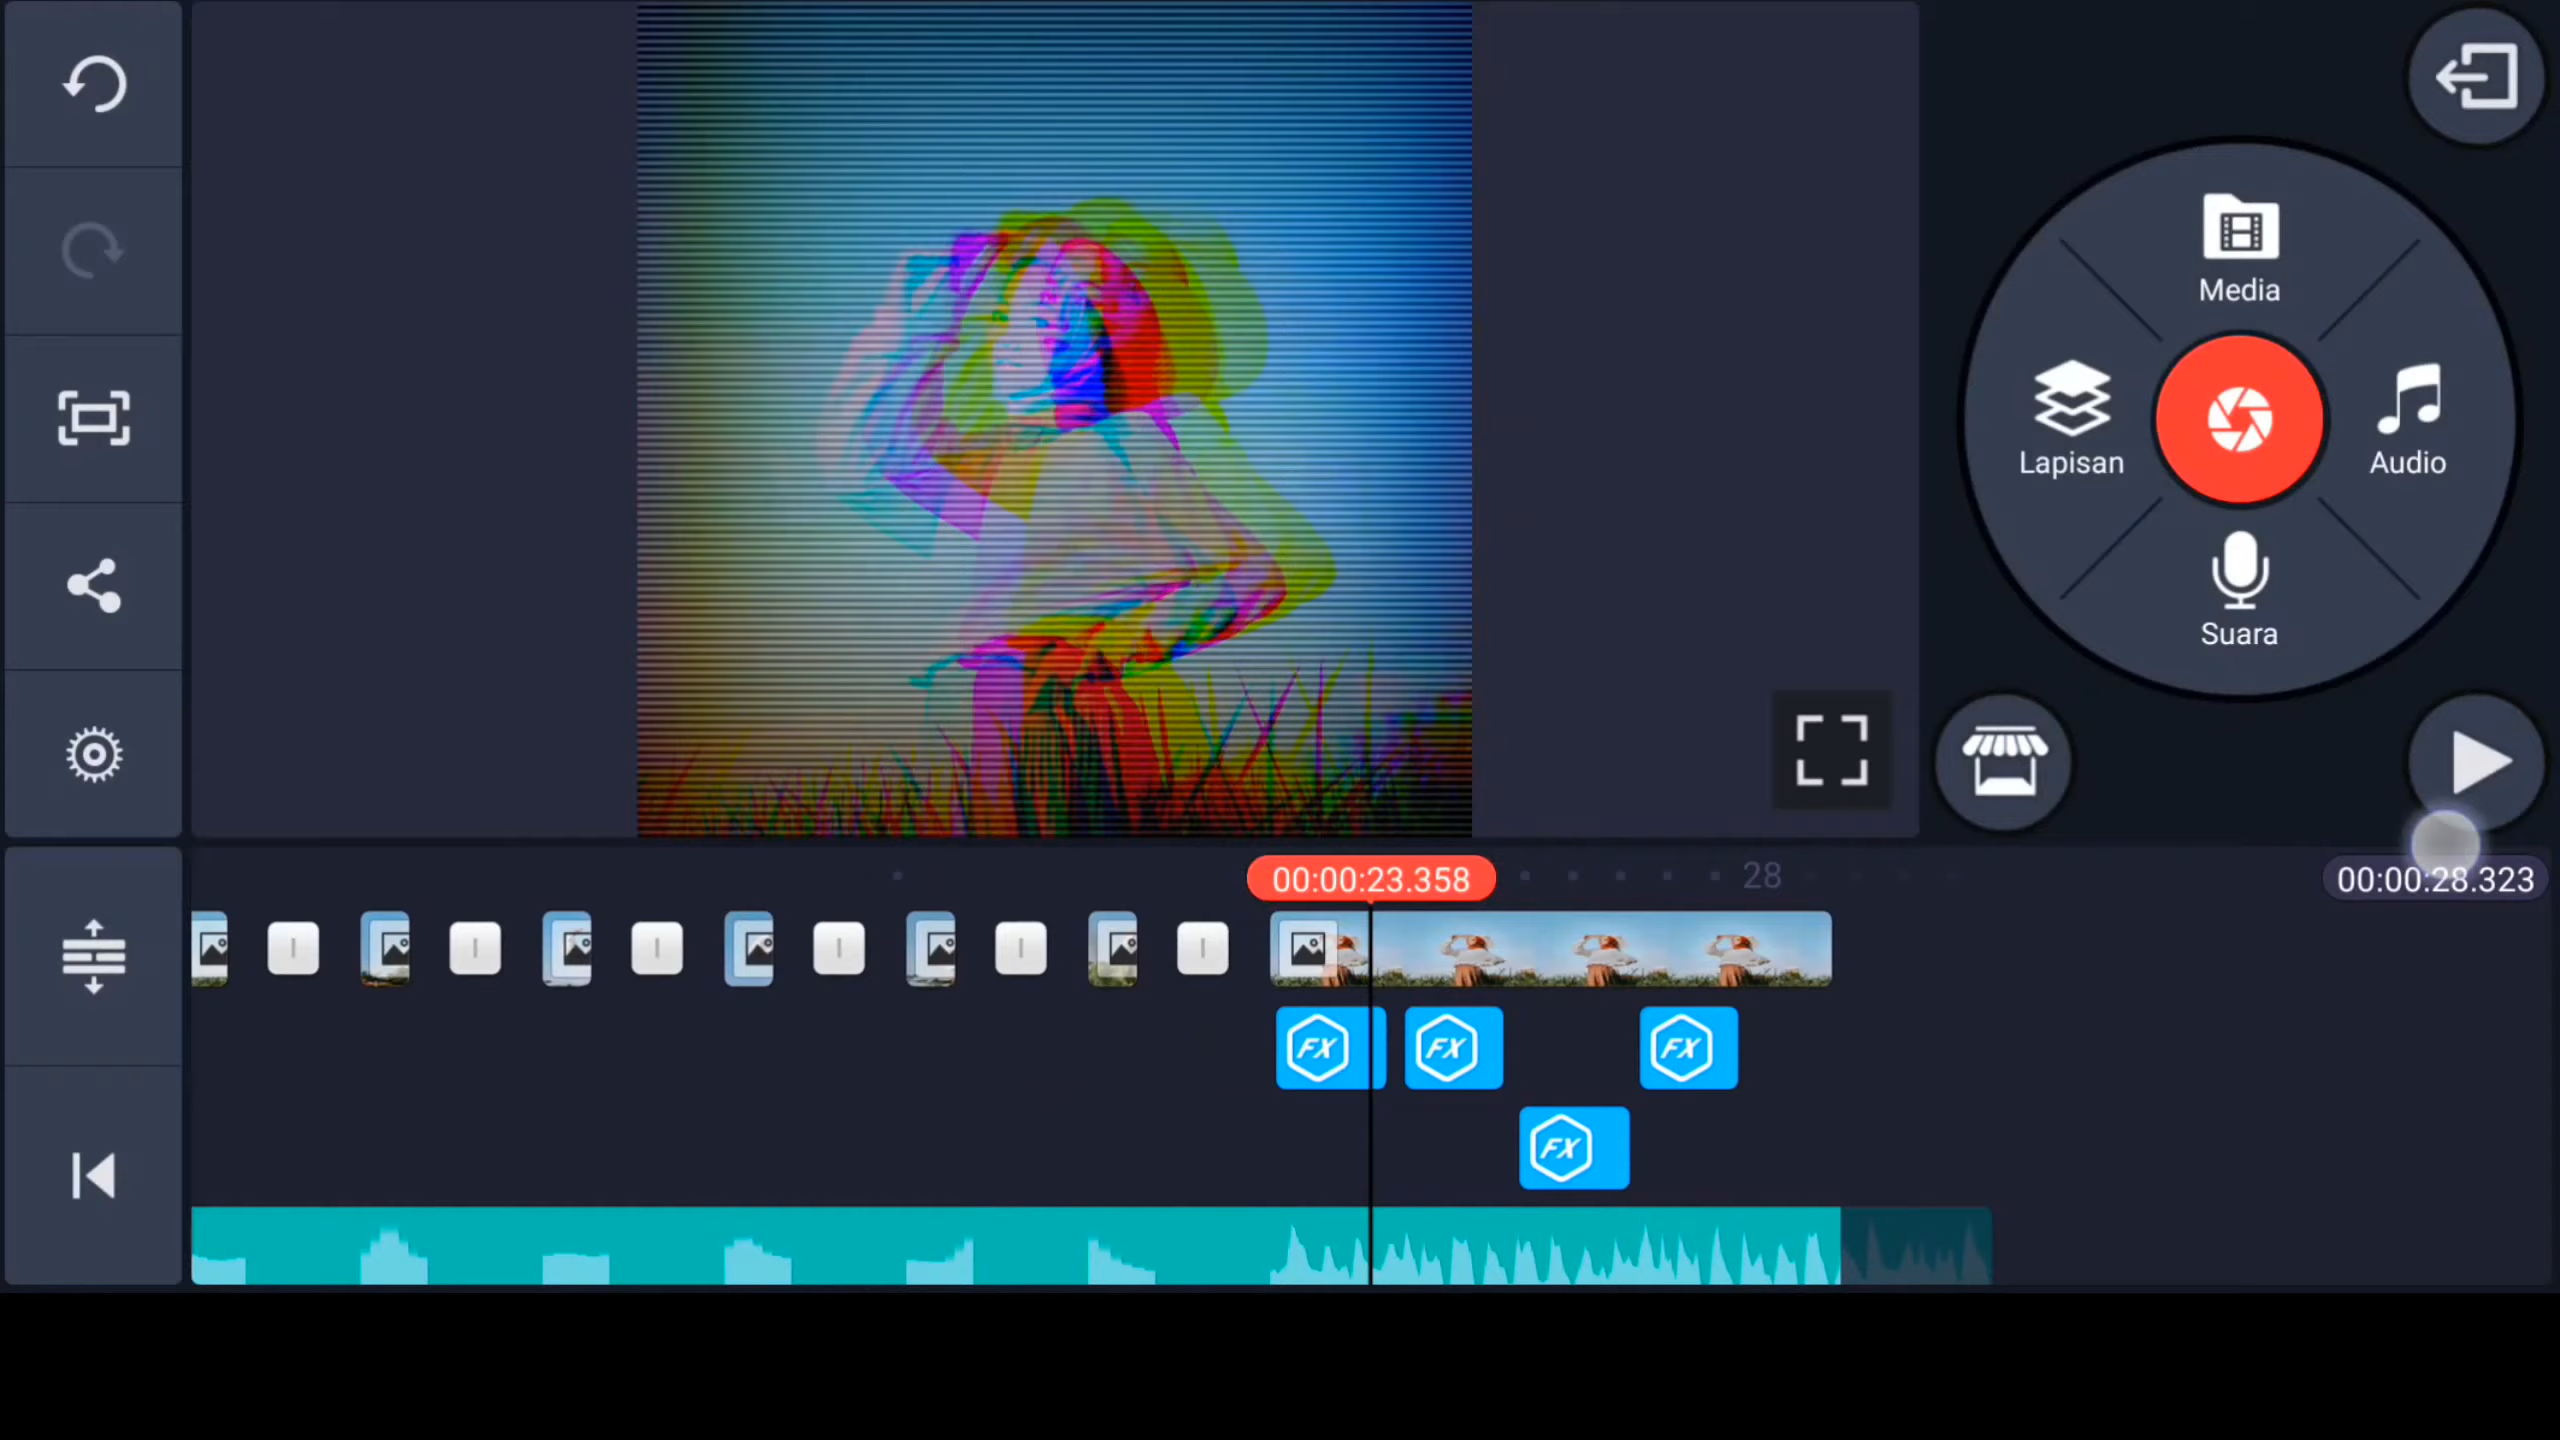 Media
Lapisan
Audio
Suara
00:00:23.358
28
00:00:28.323
FX
FX
FX
FX